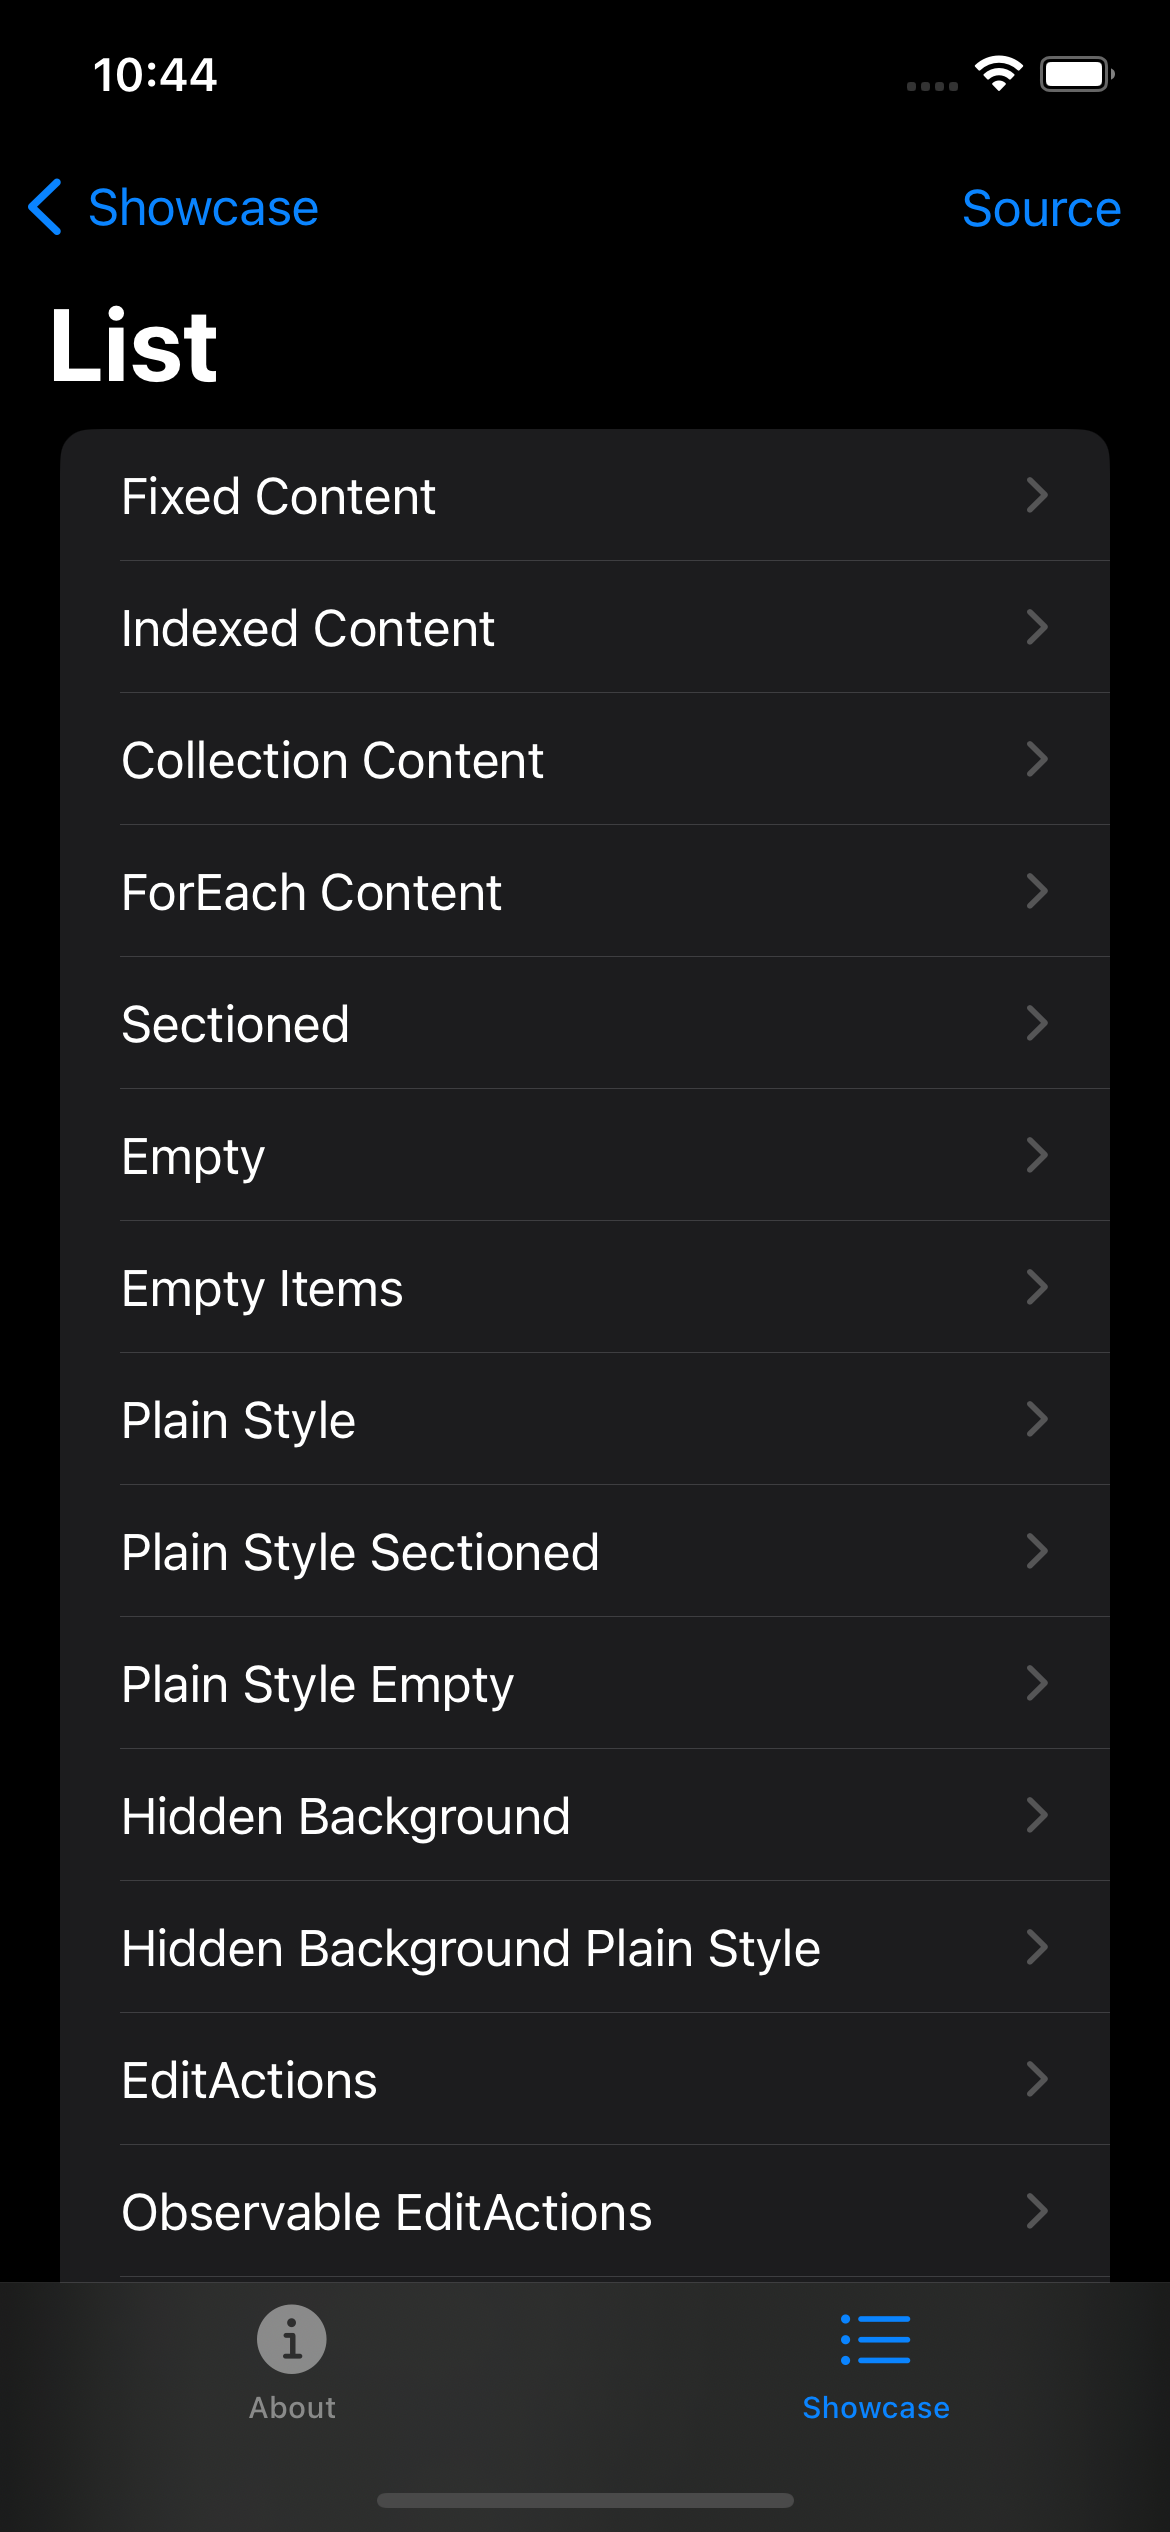 10:44
Showcase
Source
List
Fixed Content
Indexed Content
Collection Content
ForEach Content
Sectioned
Empty
Empty Items
Plain Style
Plain Style Sectioned
Plain Style Empty
Hidden Background
Hidden Background Plain Style
EditActions
Observable EditActions
About
Showcase